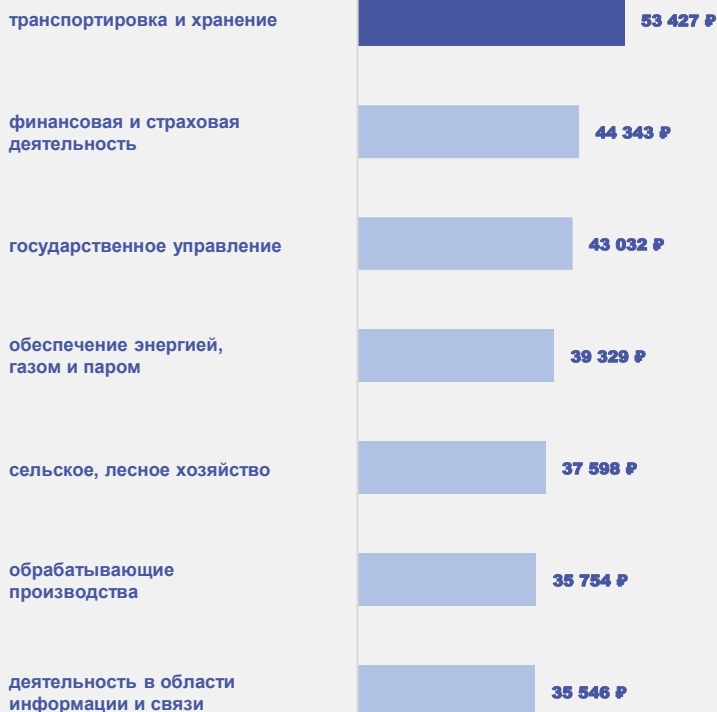 транспортировка и хранение
53 427 ₽
финансовая и страховая
деятельность
44 343 ₽
государственное управление
43 032 ₽
обеспечение энергией,
газом и паром
39 329 ₽
сельское, лесное хозяйство
37 598 ₽
обрабатывающие
производства
35 754 ₽
деятельность в области
информации и связи
35 546 ₽